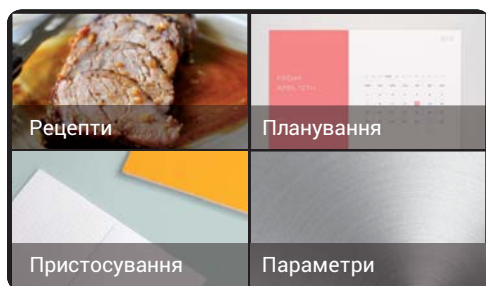 Рецепти
Планування
Пристосування
Параметри